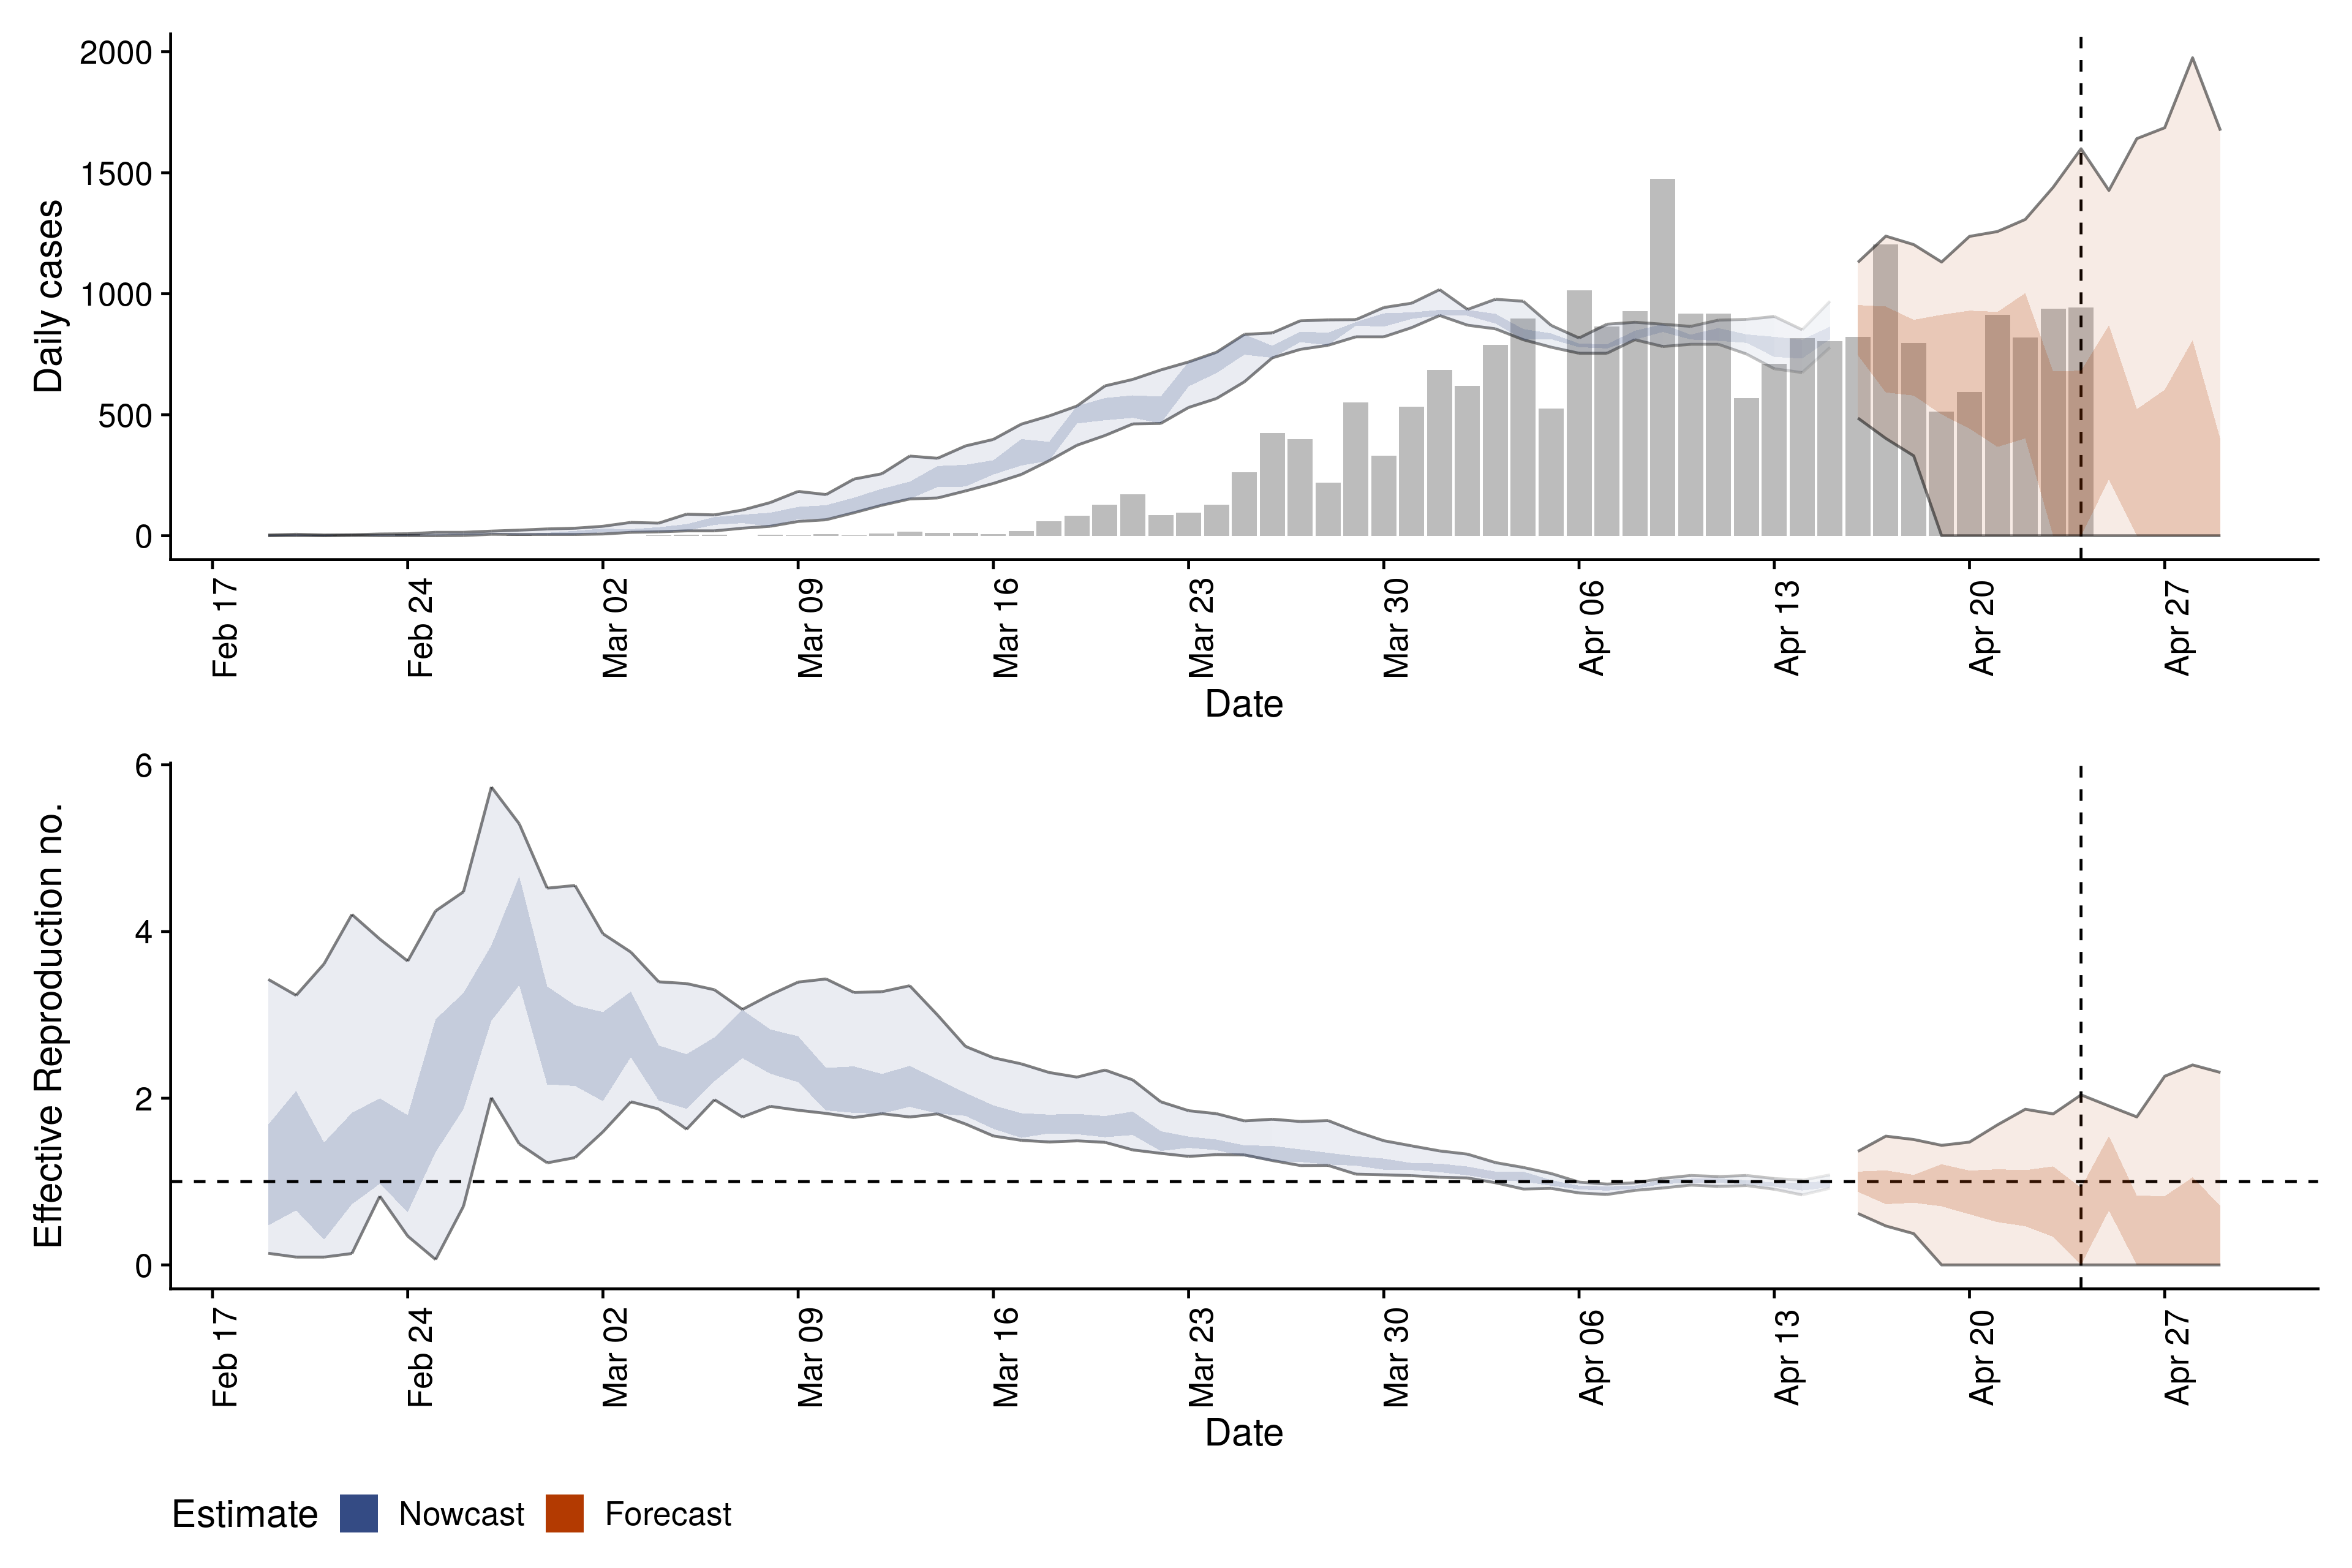 Daily cases
2000
1500
1000
500
0
Feb 17
Feb 24
Mar 02
Mar 09
Mar 16
Mar 23
Mar 30
Apr 06
Apr 13
Apr 20
Apr 27
Date
Effective Reproduction no.
6
4
2
0
Feb 17
Feb 24
Mar 02
Mar 09
Mar 16
Mar 23
Mar 30
Apr 06
Apr 13
Apr 20
Apr 27
Date
Estimate Nowcast Forecast